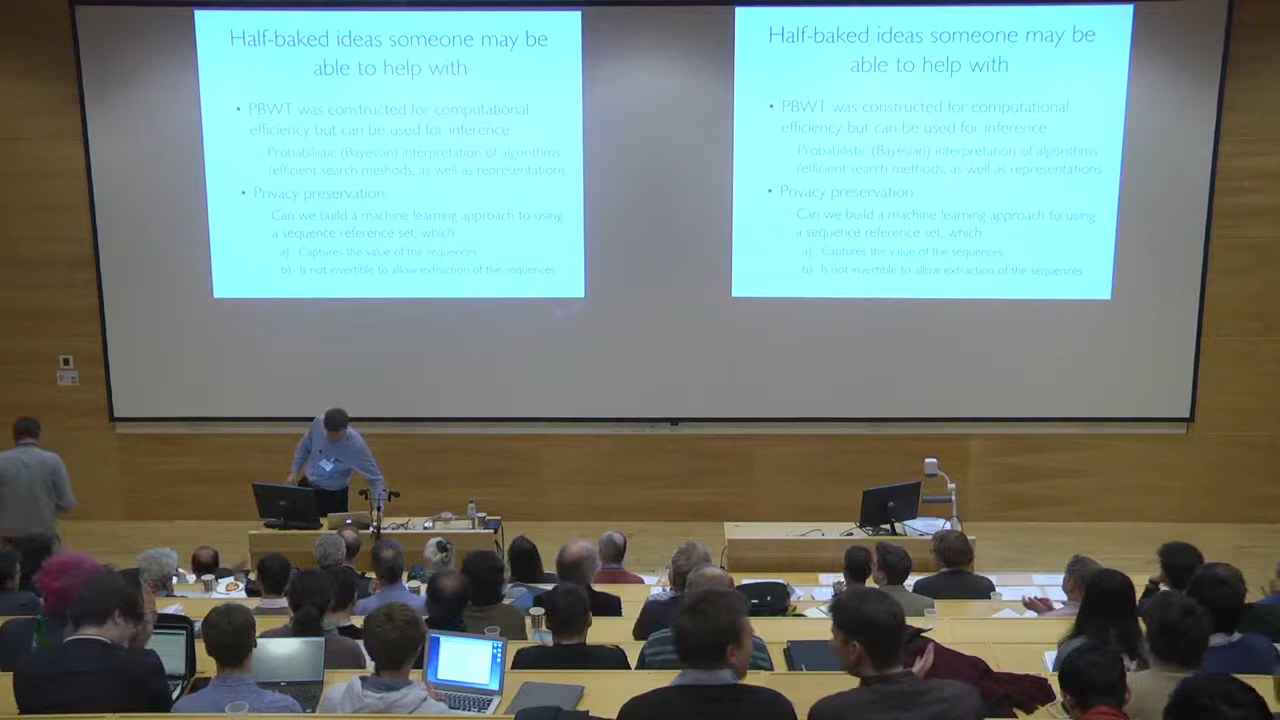 Half-baked ideas someone may be
able to help with
• PBWT was constructed for computational
efficiency but can be used for inference
– Probabilistic (Bayesian) interpretation of algorithms
/efficient search methods, as well as representations
• Privacy preservation
Can we build a machine learning approach to using
a sequence reference set, which
a) Captures the value of the sequences
b) Is not invertible to allow extraction of the sequences
Half-baked ideas someone may be
able to help with
• PBWT was constructed for computational
efficiency but can be used for inference
– Probabilistic (Bayesian) interpretation of algorithms
/efficient search methods, as well as representations
• Privacy preservation
Can we build a machine learning approach to using
a sequence reference set, which
a) Captures the value of the sequences
b) Is not invertible to allow extraction of the sequences